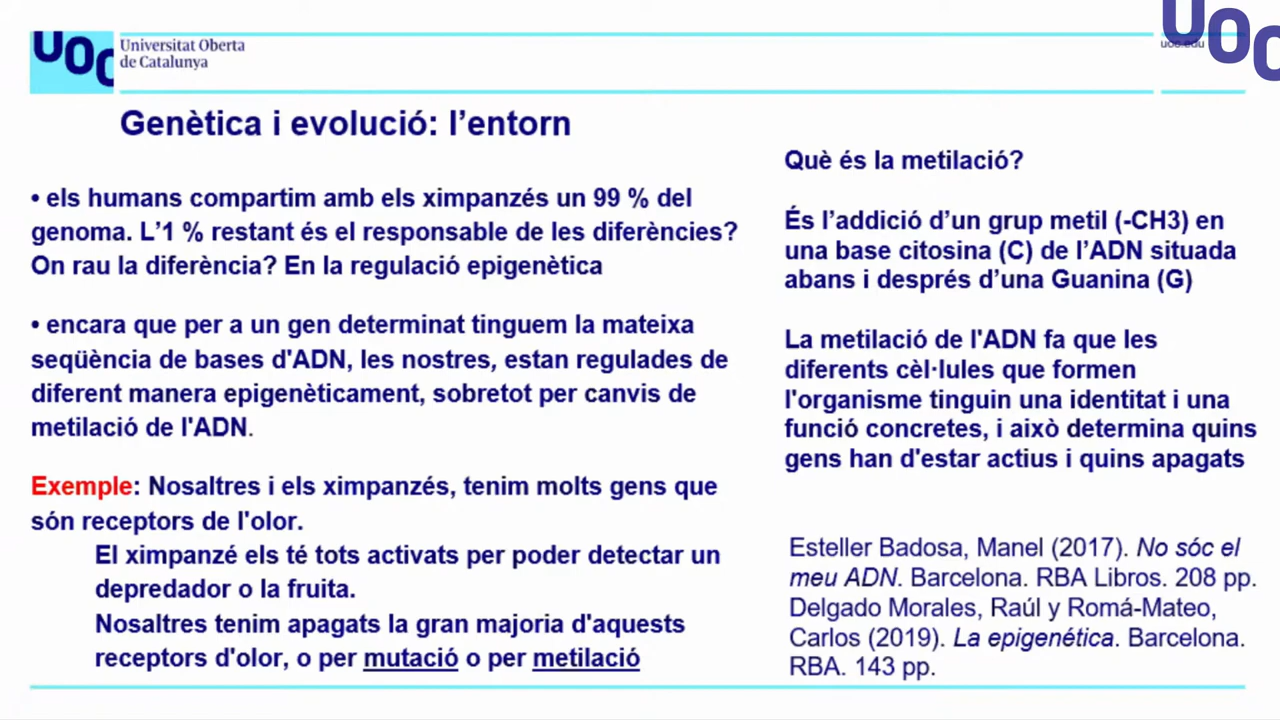 UOC
Universitat Oberta
de Catalunya
uoc.edu
UOC
Genètica i evolució: l’entorn
• els humans compartim amb els ximpanzés un 99 % del
genoma. L’1 % restant és el responsable de les diferències?
On rau la diferència? En la regulació epigenètica
• encara que per a un gen determinat tinguem la mateixa
seqüència de bases d'ADN, les nostres, estan regulades de
diferent manera epigenèticament, sobretot per canvis de
metilació de l'ADN.
Exemple: Nosaltres i els ximpanzés, tenim molts gens que
són receptors de l'olor.
El ximpanzé els té tots activats per poder detectar un
depredador o la fruita.
Nosaltres tenim apagats la gran majoria d'aquests
receptors d'olor, o per mutació o per metilació
Què és la metilació?
És l’addició d’un grup metil (-CH3) en
una base citosina (C) de l’ADN situada
abans i després d’una Guanina (G)
La metilació de l'ADN fa que les
diferents cèl·lules que formen
l'organisme tinguin una identitat i una
funció concretes, i això determina quins
gens han d'estar actius i quins apagats
Esteller Badosa, Manel (2017). No sóc el
meu ADN. Barcelona. RBA Libros. 208 pp.
Delgado Morales, Raúl y Romá-Mateo,
Carlos (2019). La epigenética. Barcelona.
RBA. 143 pp.